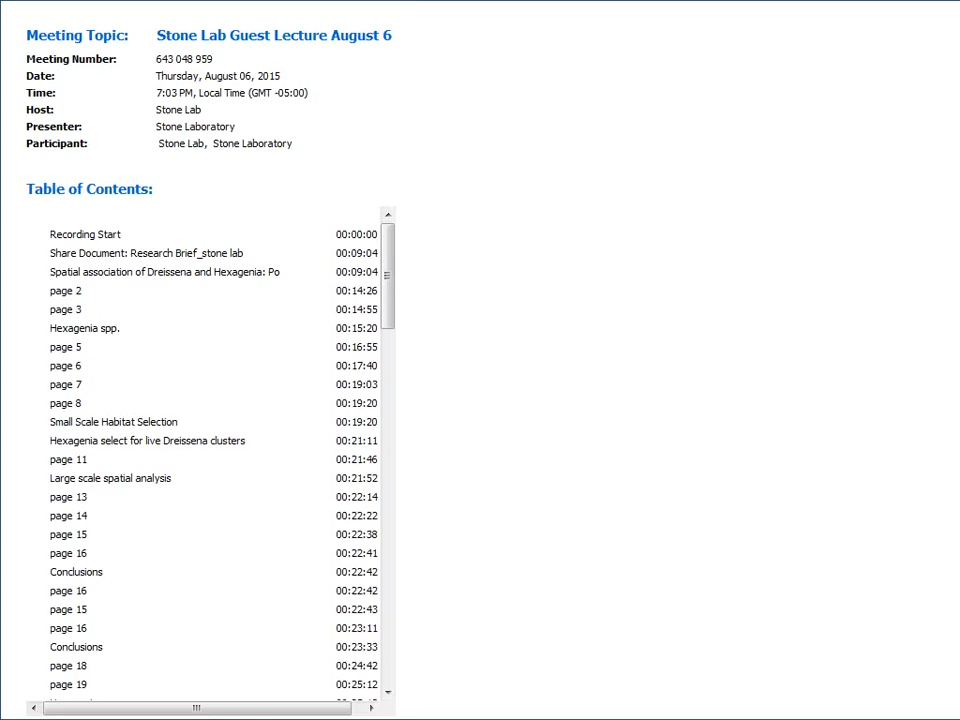 Meeting Topic: Stone Lab Guest Lecture August 6
Meeting Number: 643 048 959
Date: Thursday, August 06, 2015
Time: 7:03 PM, Local Time (GMT -05:00)
Host: Stone Lab
Presenter: Stone Laboratory
Participant: Stone Lab, Stone Laboratory
Table of Contents:
Recording Start 00:00:00
Share Document: Research Brief_stone lab 00:09:04
Spatial association of Dreissena and Hexagenia: Po 00:09:04
page 2 00:14:26
page 3 00:14:55
Hexagenia spp. 00:15:20
page 5 00:16:55
page 6 00:17:40
page 7 00:19:03
page 8 00:19:20
Small Scale Habitat Selection 00:19:20
Hexagenia select for live Dreissena clusters 00:21:11
page 11 00:21:46
Large scale spatial analysis 00:21:52
page 13 00:22:14
page 14 00:22:22
page 15 00:22:38
page 16 00:22:41
Conclusions 00:22:42
page 16 00:22:42
page 15 00:22:43
page 16 00:23:11
Conclusions 00:23:33
page 18 00:24:42
page 19 00:25:12